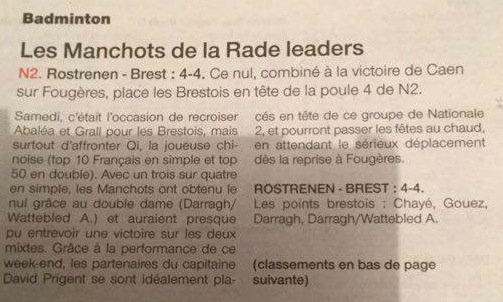 Badminton
Les Manchots de la Rade leaders
N2. Rostrenen - Brest : 4-4. Ce nul, combiné à la victoire de Caen
sur Fougères, place les Brestois en tête de la poule 4 de N2.
Samedi, c'était l'occasion de recroiser
Abaléa et Grall pour les Brestois, mais
surtout d'affronter Qi, la joueuse chi-
noise (top 10 Français en simple et top
50 en double). Avec un trois sur quatre
en simple, les Manchots ont obtenu le
nul grâce au double dame (Darragh/
Wattebled A.) et auraient presque
pu entrevoir une victoire sur les deux
mixtes. Grâce à la performance de ce
week-end, les partenaires du capitaine
David Prigent se sont idéalement pla-
cés en tête de ce groupe de Nationale
2, et pourront passer les fêtes au chaud,
en attendant le sérieux déplacement
dès la reprise à Fougères.
ROSTRENEN - BREST : 4-4.
Les points brestois : Chayé, Gouez,
Darragh, Darragh/Wattebled A.
(classements en bas de page
suivante)